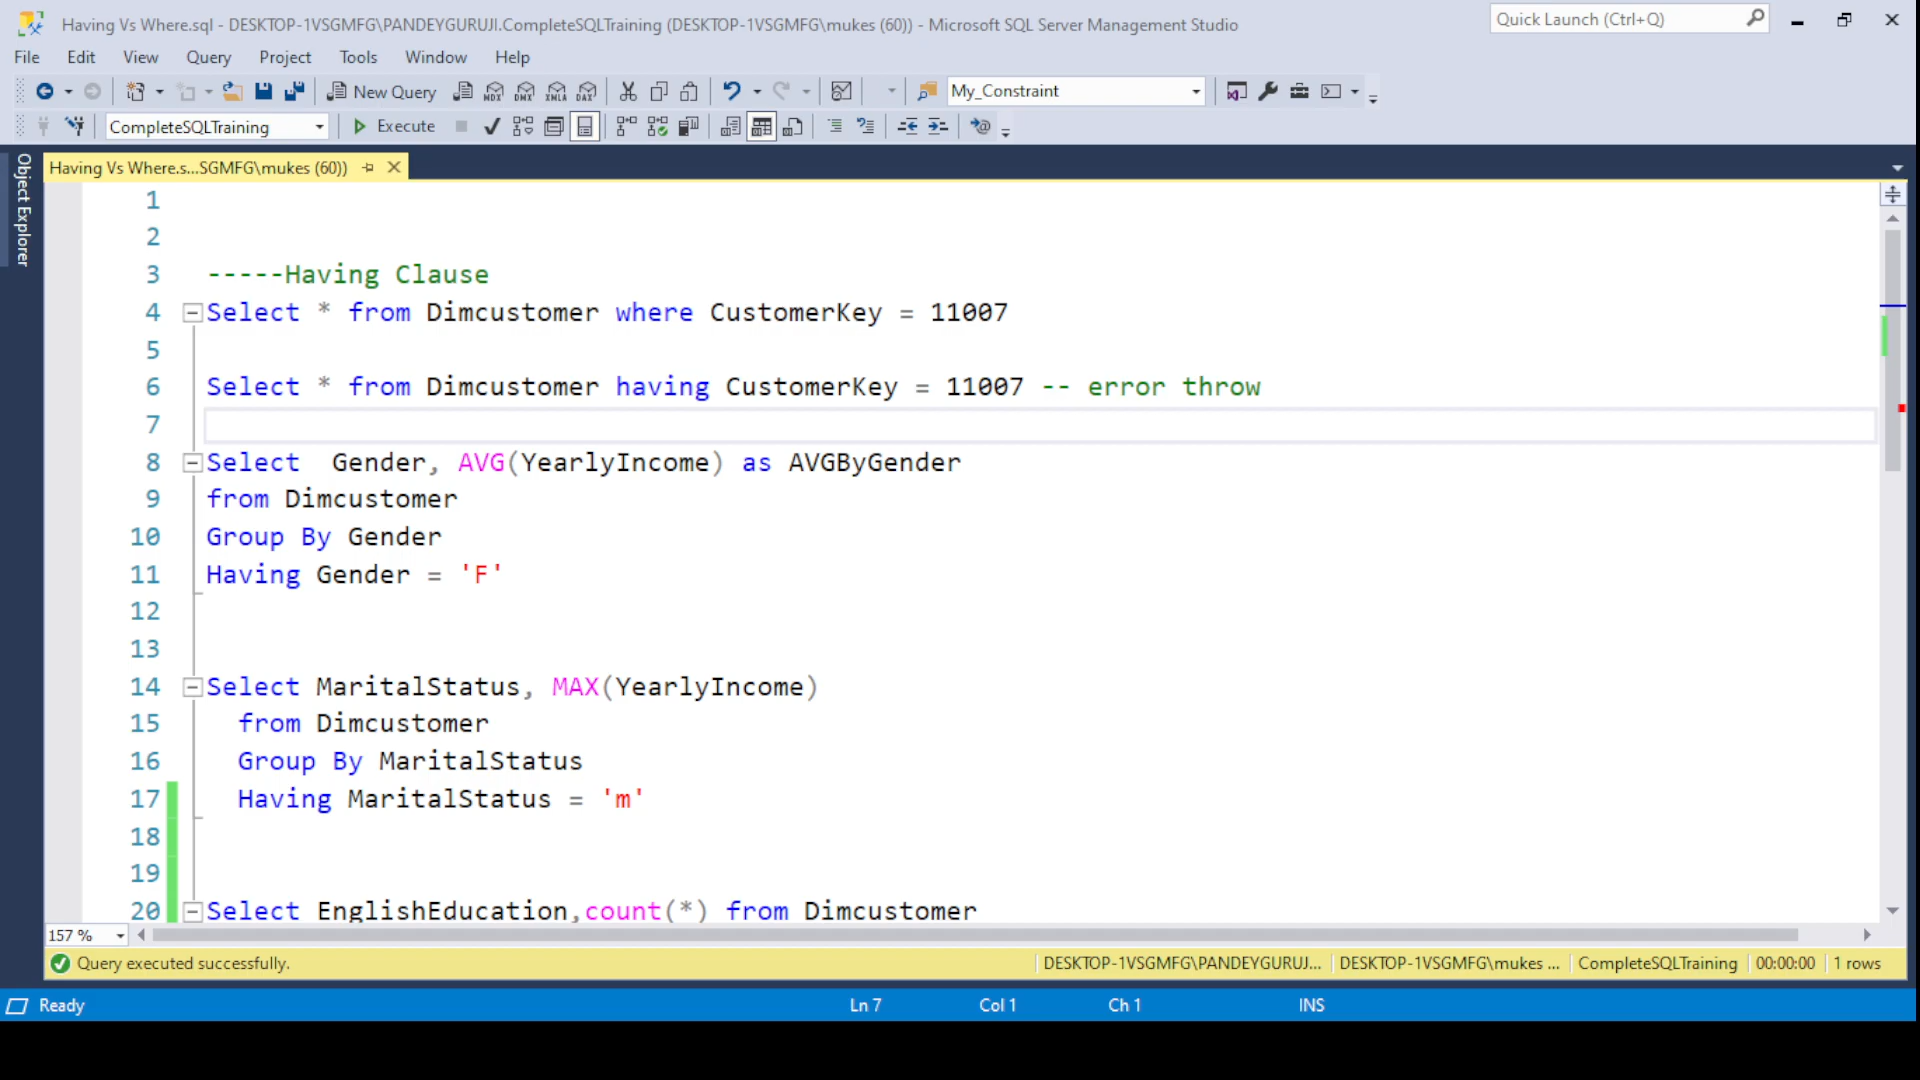 Having Vs Where.sql - DESKTOP-1VSGMFG\PANDEYGURUJI.CompleteSQLTraining (DESKTOP-1VSGMFG\mukes (60)) - Microsoft SQL Server Management Studio
Quick Launch (Ctrl+Q)
File Edit View Query Project Tools Window Help
New Query MDX DMX XMLA DAX My_Constraint
CompleteSQLTraining Execute
Object Explorer
Having Vs Where.s...SGMFG\mukes (60))
1
2
3 -----Having Clause
4 Select * from Dimcustomer where CustomerKey = 11007
5
6 Select * from Dimcustomer having CustomerKey = 11007 -- error throw
7
8 Select  Gender, AVG(YearlyIncome) as AVGByGender
9 from Dimcustomer
10 Group By Gender
11 Having Gender = 'F'
12
13
14 Select MaritalStatus, MAX(YearlyIncome)
15 from Dimcustomer
16 Group By MaritalStatus
17 Having MaritalStatus = 'm'
18
19
20 Select EnglishEducation,count(*) from Dimcustomer
157 %
Query executed successfully. DESKTOP-1VSGMFG\PANDEYGURUJ... DESKTOP-1VSGMFG\mukes ... CompleteSQLTraining 00:00:00 1 rows
Ready Ln 7 Col 1 Ch 1 INS